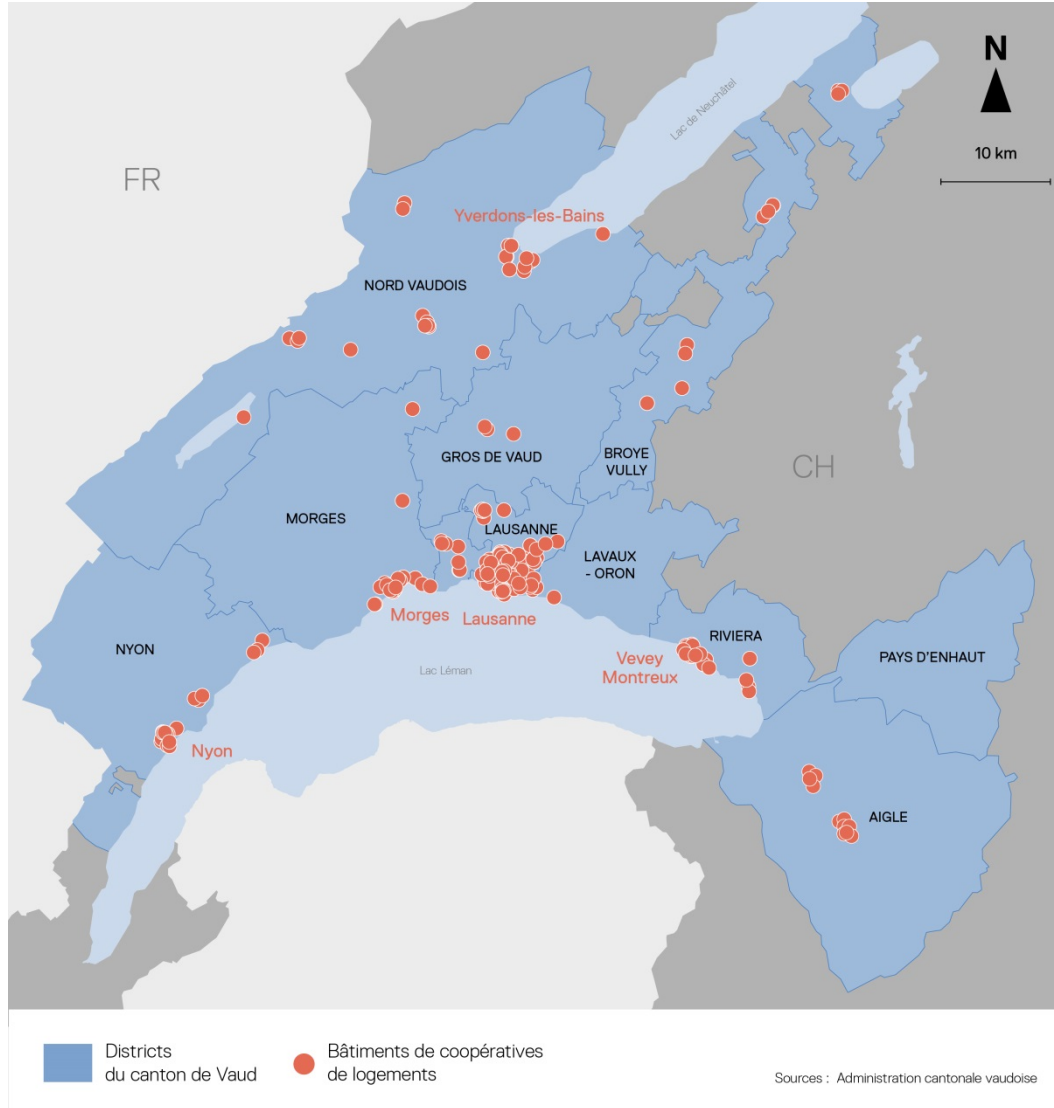 N
10 km
FR
Lac de Neuchâtel
Yverdons-les-Bains
NORD VAUDOIS
GROS DE VAUD
BROYE
VULLY
CH
MORGES
LAUSANNE
LAVAUX
- ORON
Morges
Lausanne
NYON
RIVIERA
PAYS D'ENHAUT
Vevey
Montreux
Lac Léman
Nyon
AIGLE
Districts
du canton de Vaud
Bâtiments de coopératives
de logements
Sources : Administration cantonale vaudoise